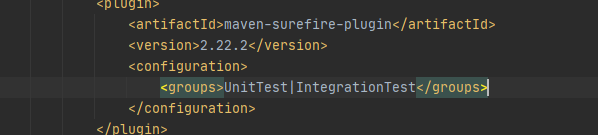 <plugin>
<artifactId>maven-surefire-plugin</artifactId>
<version>2.22.2</version>
<configuration>
<groups>UnitTest|IntegrationTest</groups>
</configuration>
</plugin>